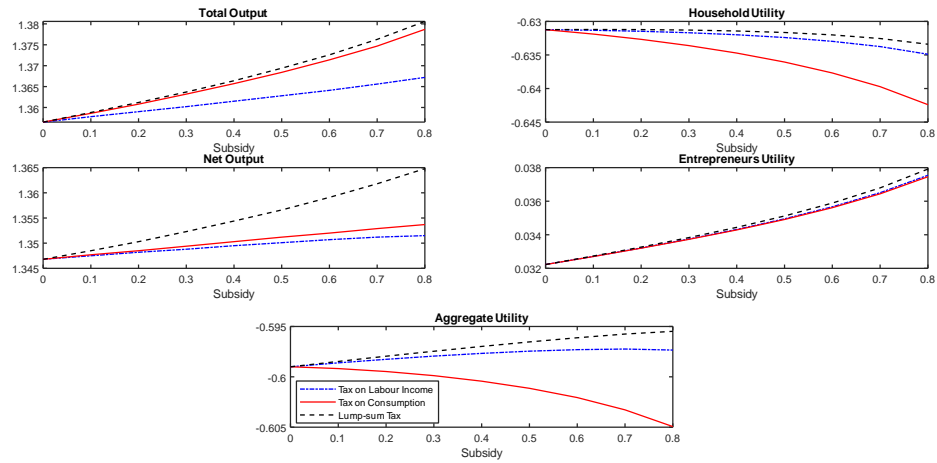 Total Output
1.38
1.375
1.37
1.365
1.36
0 0.1 0.2 0.3 0.4 0.5 0.6 0.7 0.8
Subsidy
Household Utility
-0.63
-0.635
-0.64
-0.645
0 0.1 0.2 0.3 0.4 0.5 0.6 0.7 0.8
Subsidy
Net Output
1.365
1.36
1.355
1.35
1.345
0 0.1 0.2 0.3 0.4 0.5 0.6 0.7 0.8
Subsidy
Entrepreneurs Utility
0.038
0.036
0.034
0.032
0 0.1 0.2 0.3 0.4 0.5 0.6 0.7 0.8
Subsidy
Aggregate Utility
-0.595
-0.6
-0.605
Tax on Labour Income
Tax on Consumption
Lump-sum Tax
0 0.1 0.2 0.3 0.4 0.5 0.6 0.7 0.8
Subsidy